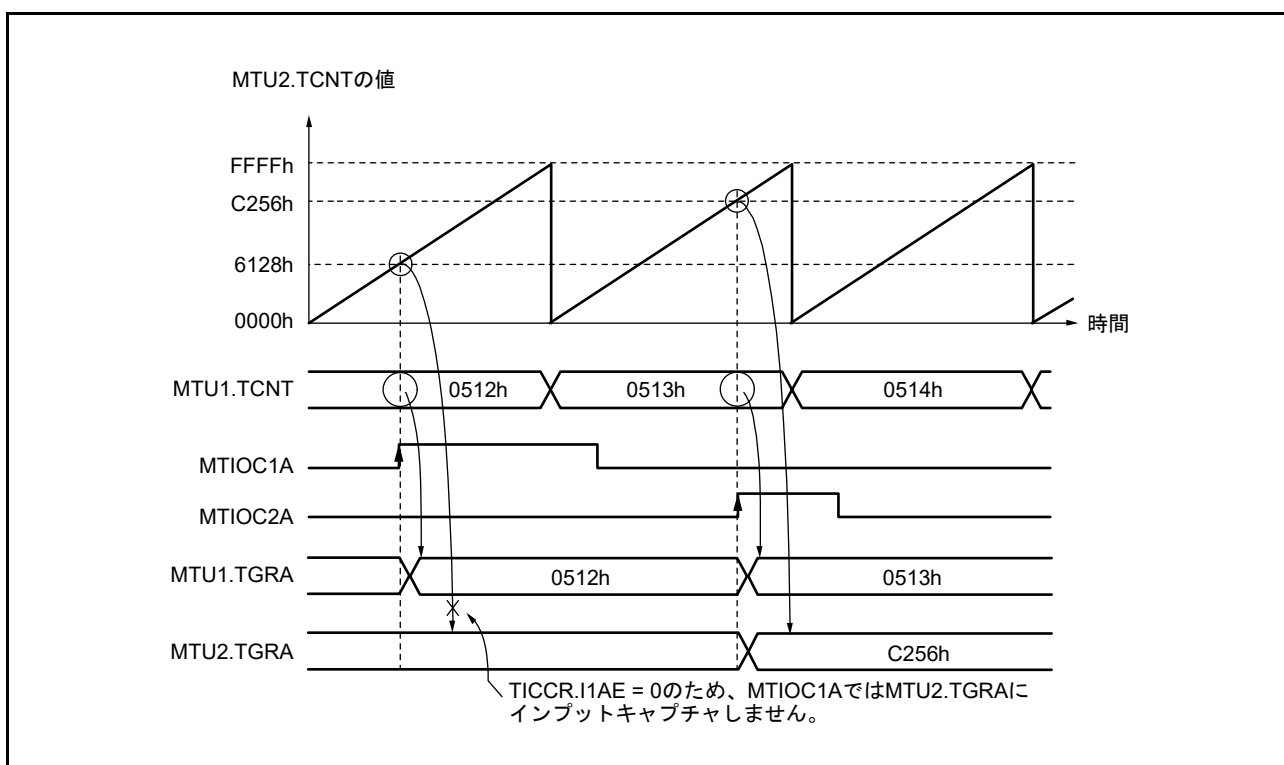 MTU2.TCNTの値
FFFFh
C256h
6128h
0000h
時間
MTU1.TCNT
0512h
0513h
0514h
MTIOC1A
MTIOC2A
MTU1.TGRA
0512h
0513h
MTU2.TGRA
C256h
TICCR.I1AE = 0のため、MTIOC1AではMTU2.TGRAに
インプットキャプチャしません。